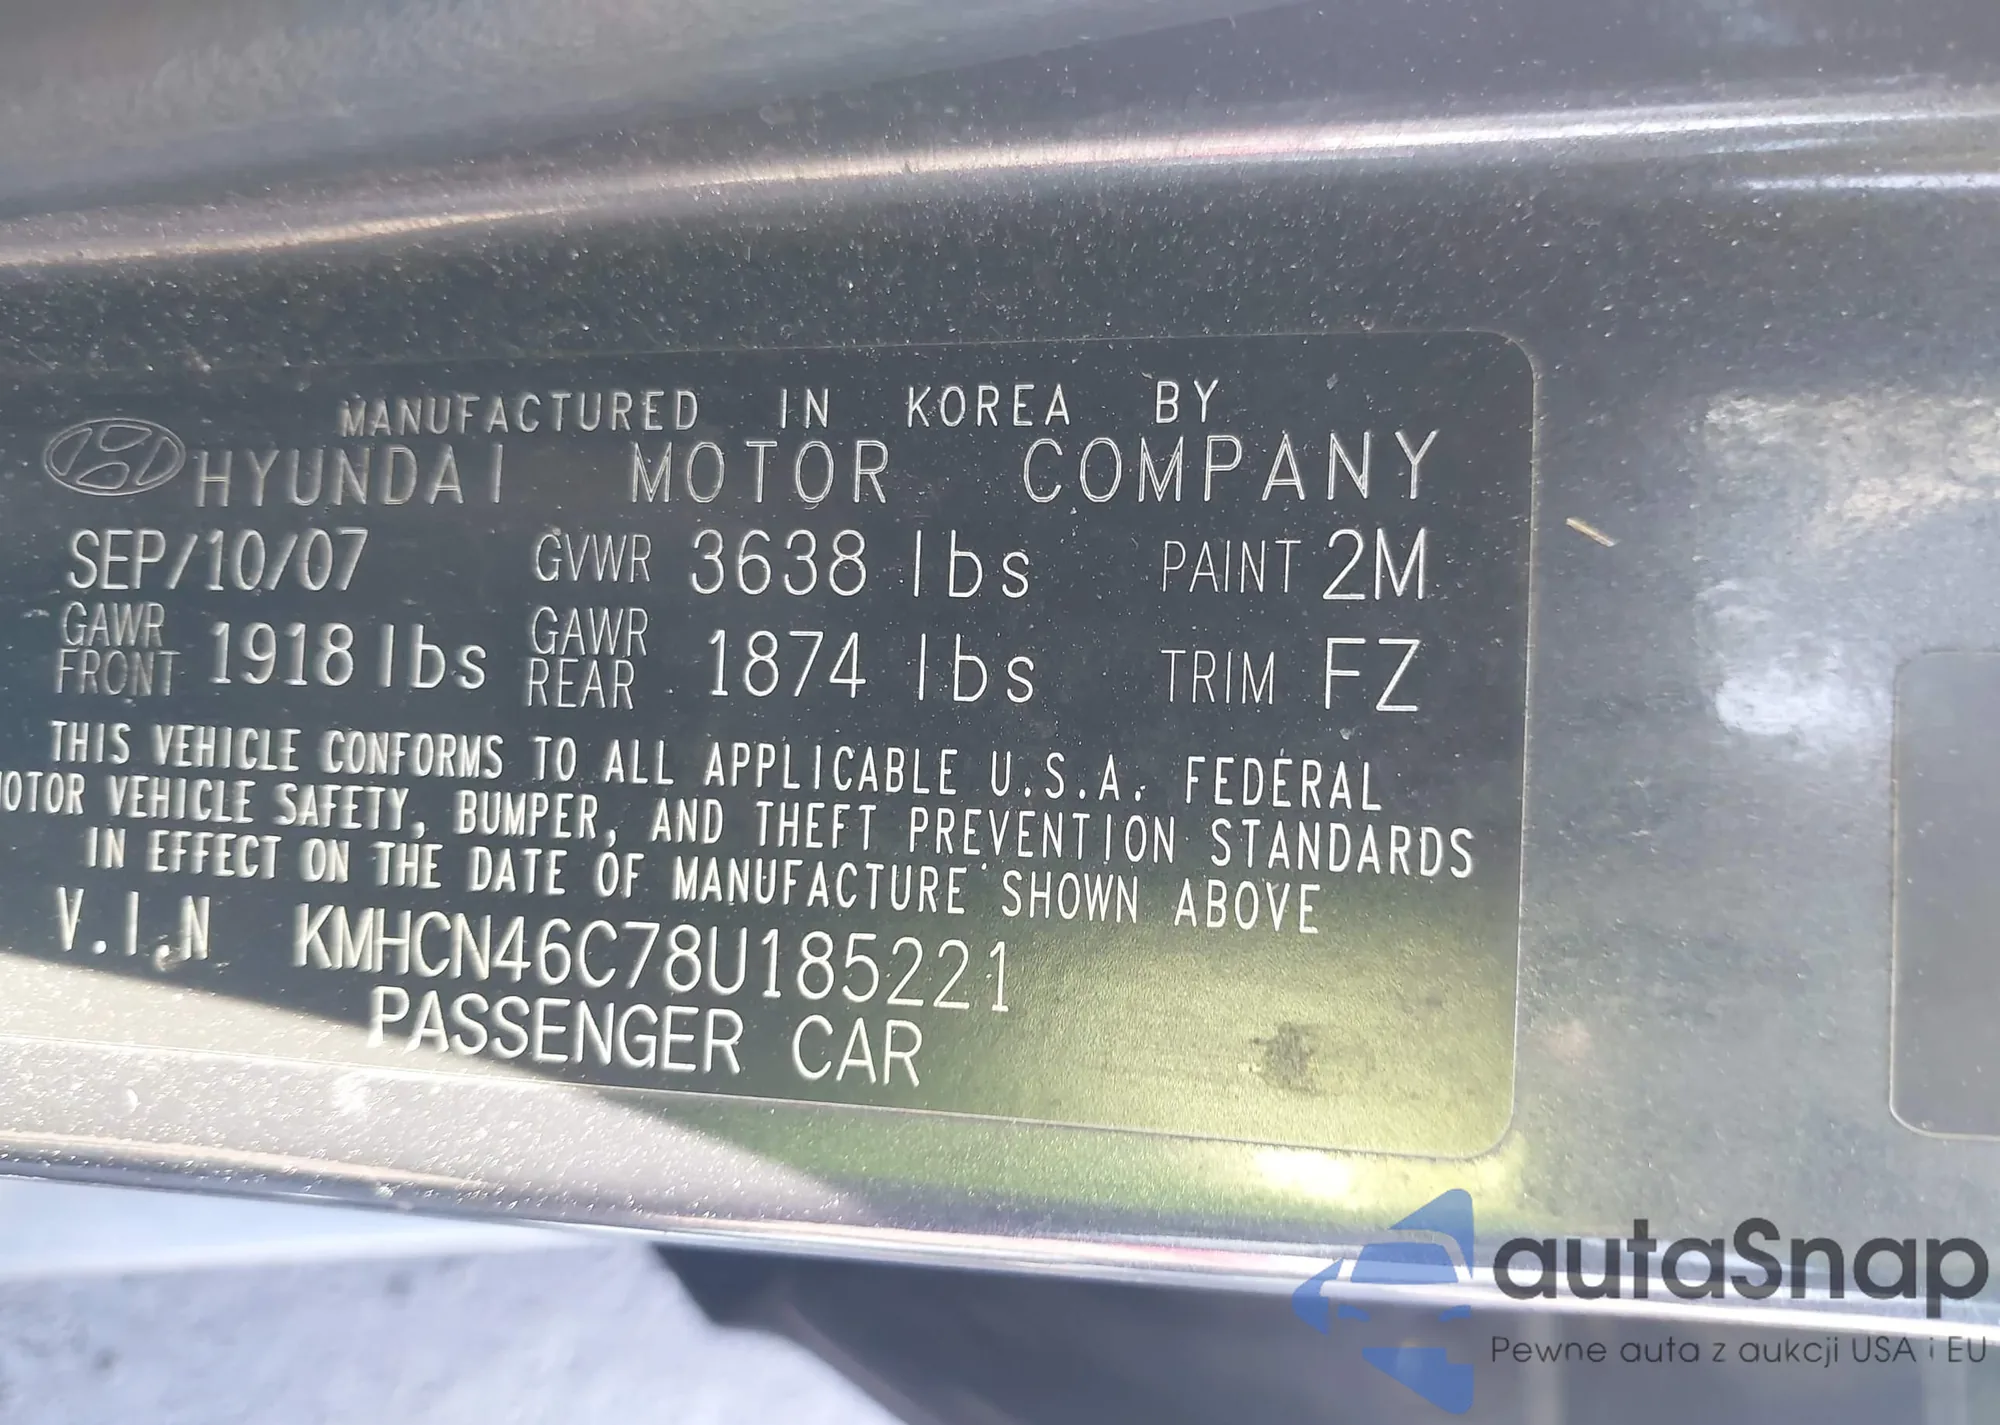 MANUFACTURED IN KOREA BY
HYUNDAI MOTOR COMPANY
SEP/10/07 GVWR 3638 lbs PAINT 2M
GAWR FRONT 1918 lbs GAWR REAR 1874 lbs TRIM FZ
THIS VEHICLE CONFORMS TO ALL APPLICABLE U.S.A. FEDERAL
MOTOR VEHICLE SAFETY, BUMPER, AND THEFT PREVENTION STANDARDS
IN EFFECT ON THE DATE OF MANUFACTURE SHOWN ABOVE
V.I.N KMHCN46C78U185221
PASSENGER CAR
autaSnap
Pewne auta z aukcji USA i EU